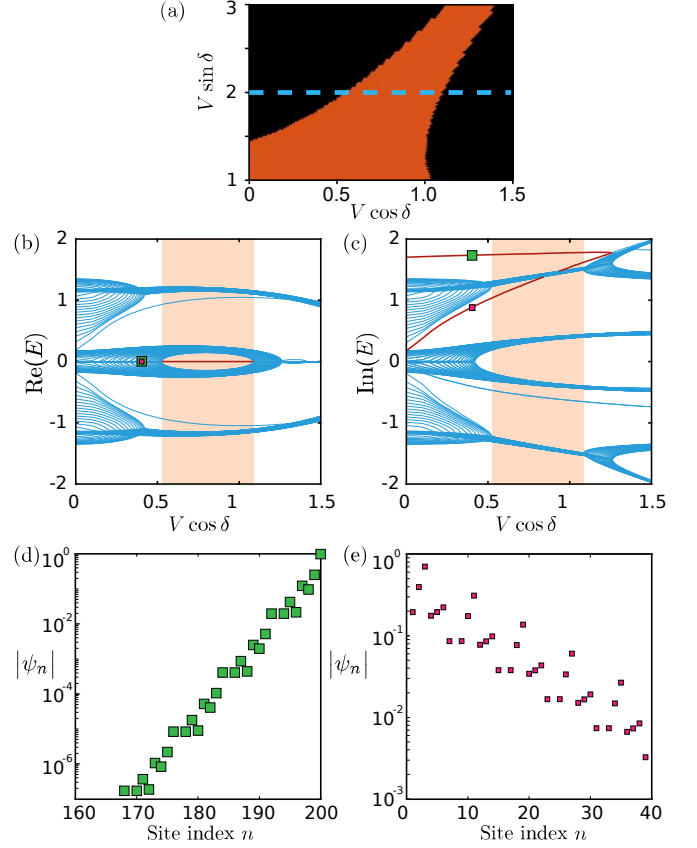 (a)
3
2
1
V sin δ
0
0.5
1.0
1.5
V cos δ
(b)
2
1
0
-1
-2
Re(E)
0
0.5
1
1.5
V cos δ
(c)
2
1
0
-1
-2
Im(E)
0
0.5
1
1.5
V cos δ
(d)
10^0
10^-2
10^-4
10^-6
|ψ_n|
160
170
180
190
200
Site index n
(e)
10^0
10^-1
10^-2
10^-3
|ψ_n|
0
10
20
30
40
Site index n